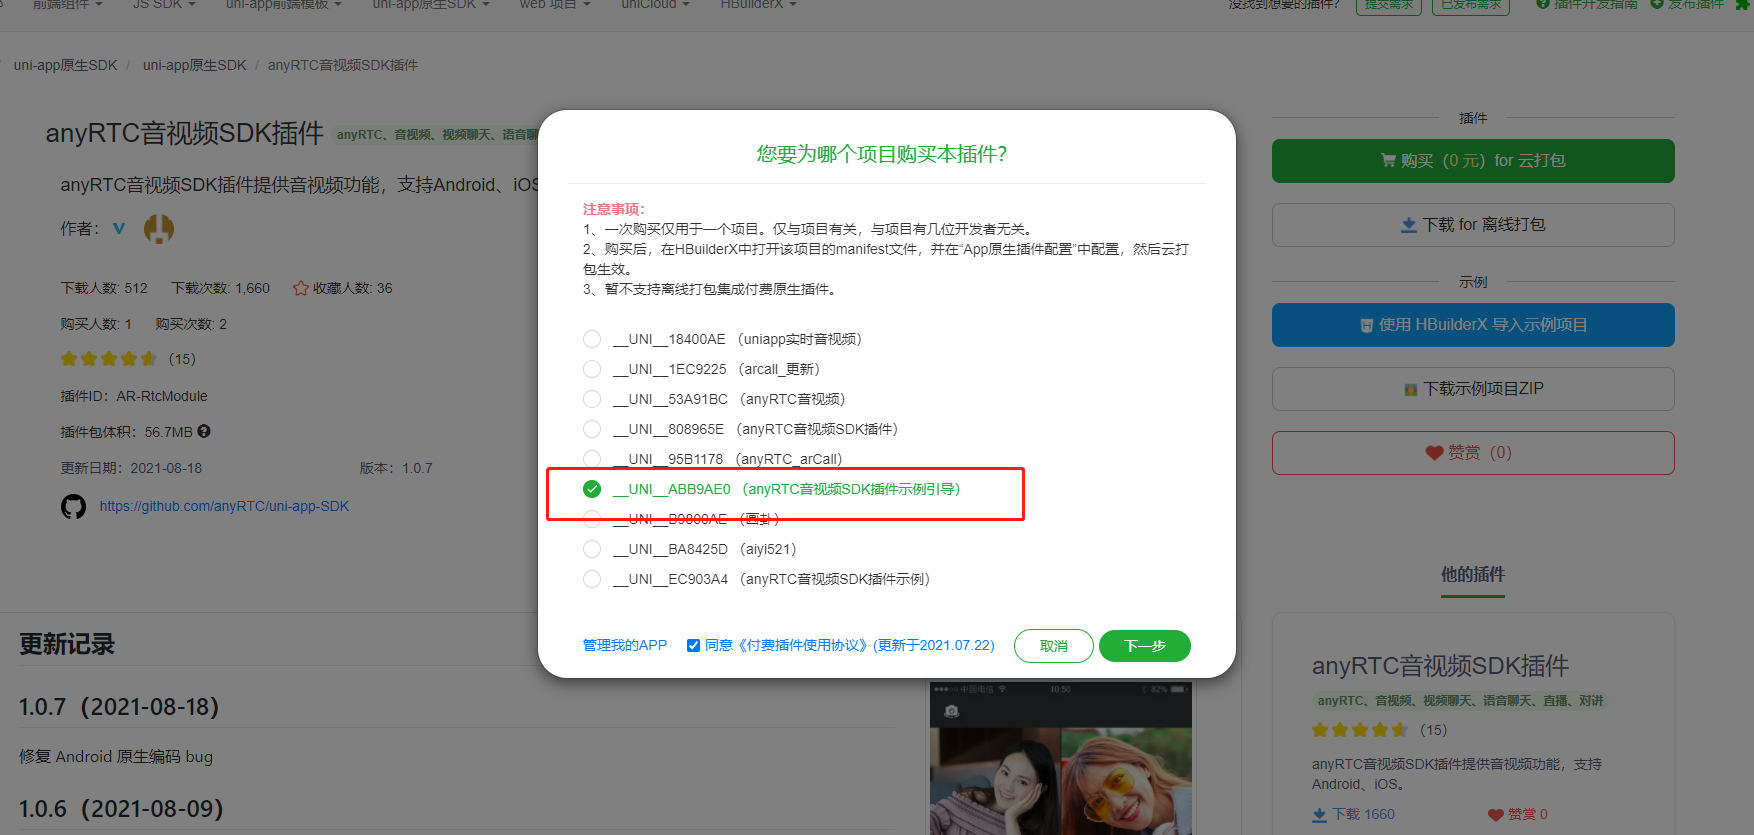 前端组件 JS SDK uni-app前端模板 uni-app原生SDK web 项目 uniCloud HBuilderX 没找到想要的插件? 提交需求 已发布需求 插件开发指南 发布插件
uni-app原生SDK / uni-app原生SDK / anyRTC音视频SDK插件
anyRTC音视频SDK插件 anyRTC、音视频、视频聊天、语音聊
anyRTC音视频SDK插件提供音视频功能，支持Android、iOS
作者：
下载人数: 512 下载次数: 1,660 收藏人数: 36
购买人数: 1 购买次数: 2
(15)
插件ID：AR-RtcModule
插件包体积：56.7MB
更新日期：2021-08-18 版本：1.0.7
https://github.com/anyRTC/uni-app-SDK
更新记录
1.0.7（2021-08-18）
修复 Android 原生编码 bug
1.0.6（2021-08-09）
您要为哪个项目购买本插件?
注意事项：
1、一次购买仅用于一个项目。仅与项目有关，与项目有几位开发者无关。
2、购买后，在HBuilderX中打开该项目的manifest文件，并在“App原生插件配置”中配置，然后云打
包生效。
3、暂不支持离线打包集成付费原生插件。
__UNI__18400AE （uniapp实时音视频）
__UNI__1EC9225 （arcall_更新）
__UNI__53A91BC （anyRTC音视频）
__UNI__808965E （anyRTC音视频SDK插件）
__UNI__95B1178 （anyRTC_arCall）
__UNI__ABB9AE0 （anyRTC音视频SDK插件示例引导）
__UNI__B9800AE （画卦）
__UNI__BA8425D （aiyi521）
__UNI__EC903A4 （anyRTC音视频SDK插件示例）
管理我的APP 同意《付费插件使用协议》(更新于2021.07.22) 取消 下一步
中国电信 10:50 82%
插件
购买（0 元）for 云打包
下载 for 离线打包
示例
使用 HBuilderX 导入示例项目
下载示例项目ZIP
赞赏（0）
他的插件
anyRTC音视频SDK插件
anyRTC、音视频、视频聊天、语音聊天、直播、对讲
(15)
anyRTC音视频SDK插件提供音视频功能，支持
Android、iOS。
下载 1660 赞赏 0